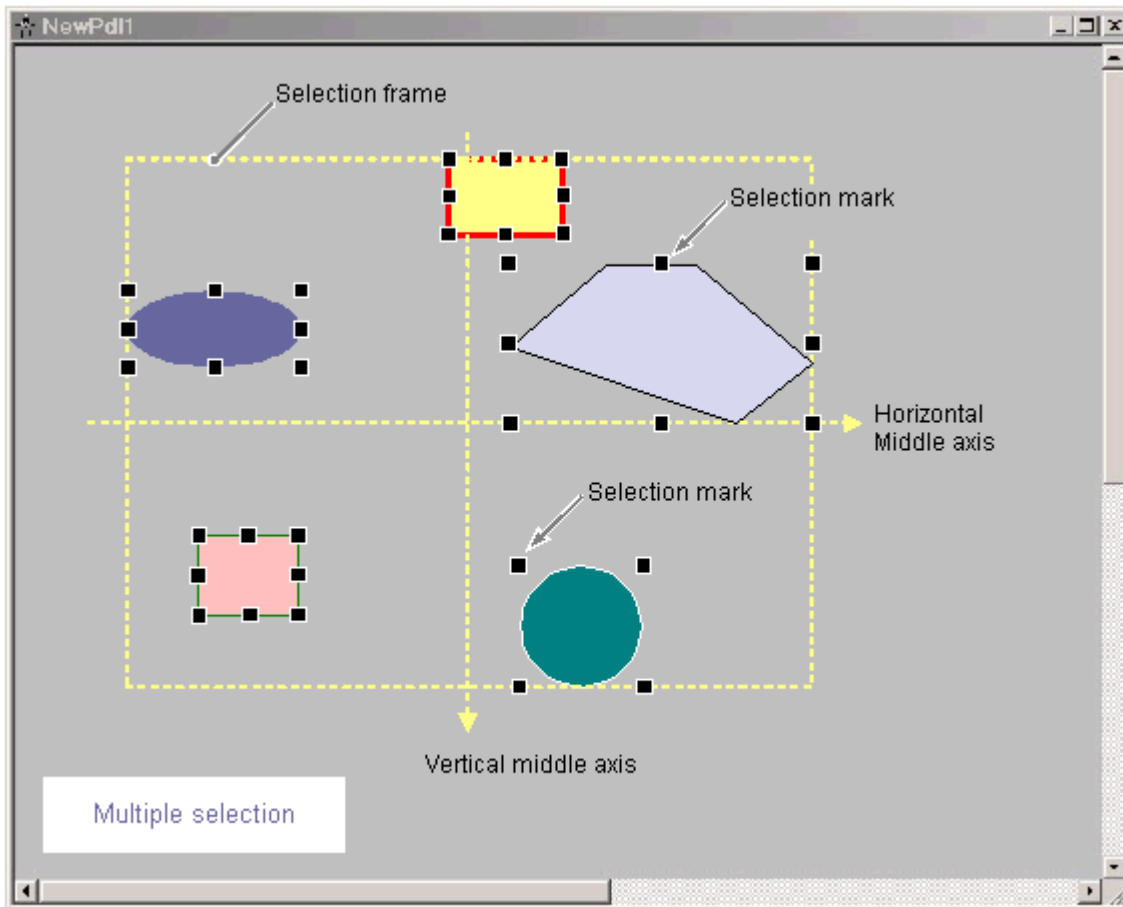 NewPdl1
Selection frame
Selection mark
Horizontal
Middle axis
Selection mark
Vertical middle axis
Multiple selection